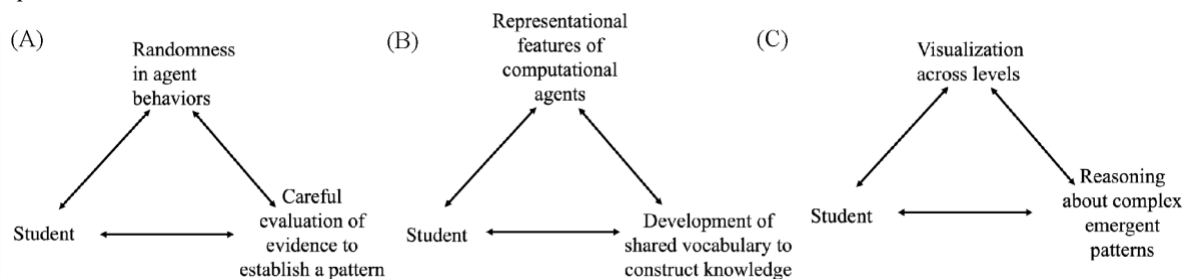 (A)
Randomness
in agent
behaviors
Student
Careful
evaluation of
evidence to
establish a pattern
(B)
Representational
features of
computational
agents
Student
Development of
shared vocabulary to
construct knowledge
(C)
Visualization
across levels
Student
Reasoning
about complex
emergent
patterns